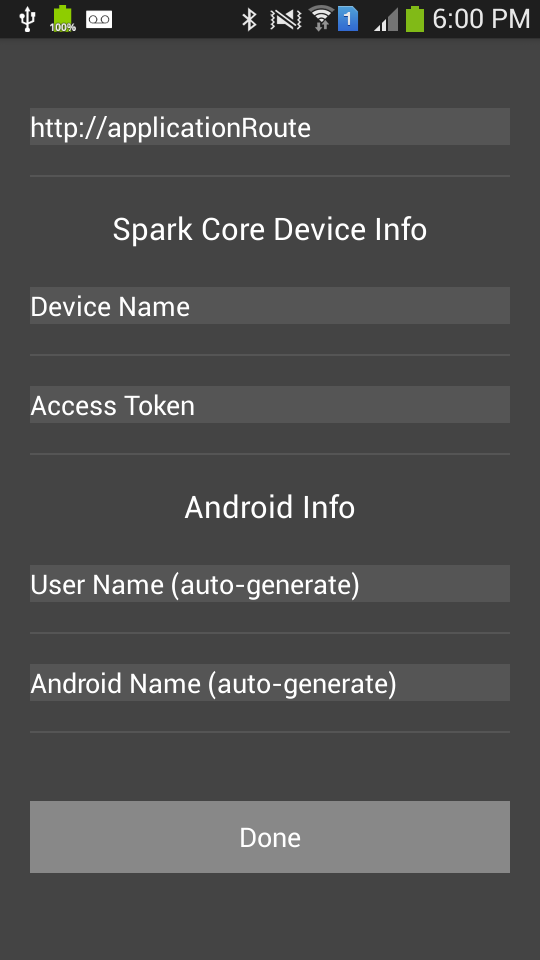 100%
1
6:00 PM
http://applicationRoute
Spark Core Device Info
Device Name
Access Token
Android Info
User Name (auto-generate)
Android Name (auto-generate)
Done